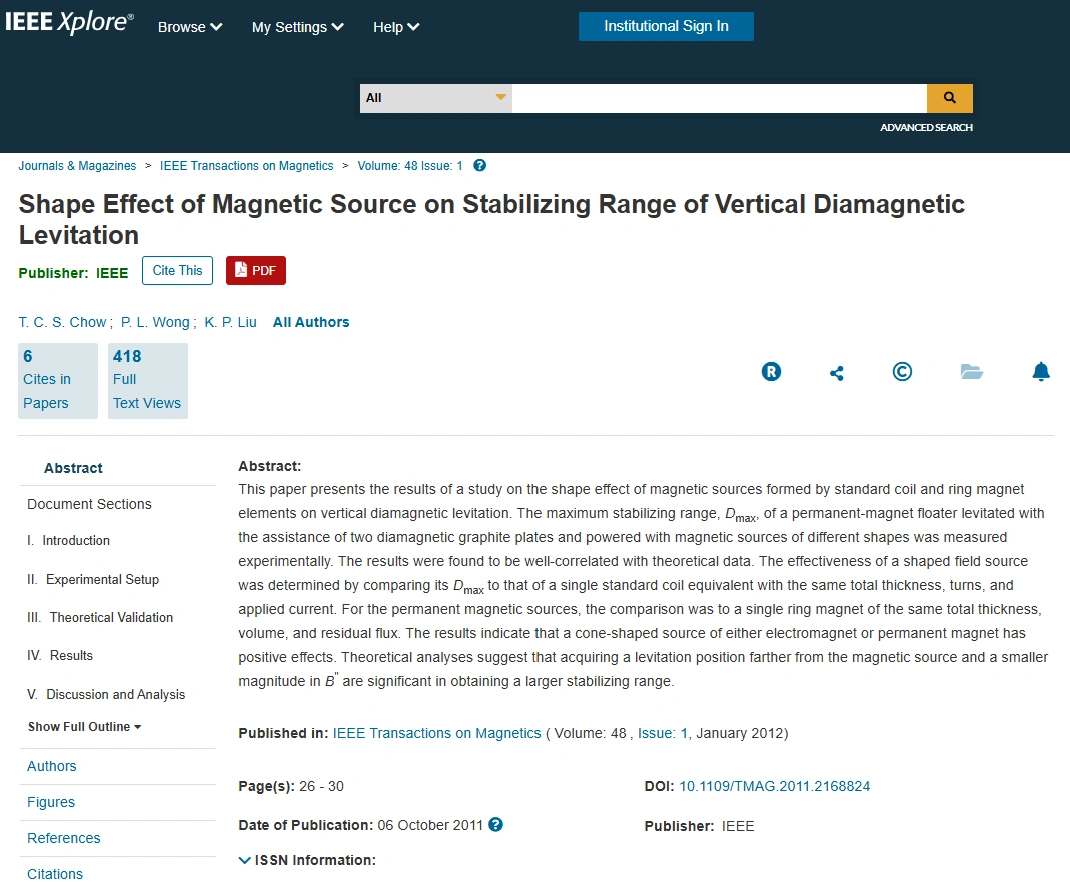 IEEE Xplore®
Browse My Settings Help
Institutional Sign In
All
ADVANCED SEARCH
Journals & Magazines > IEEE Transactions on Magnetics > Volume: 48 Issue: 1
Shape Effect of Magnetic Source on Stabilizing Range of Vertical Diamagnetic
Levitation
Publisher: IEEE Cite This PDF
T. C. S. Chow ; P. L. Wong ; K. P. Liu All Authors
6
Cites in
Papers
418
Full
Text Views
Abstract
Document Sections
I. Introduction
II. Experimental Setup
III. Theoretical Validation
IV. Results
V. Discussion and Analysis
Show Full Outline
Authors
Figures
References
Citations
Abstract:
This paper presents the results of a study on the shape effect of magnetic sources formed by standard coil and ring magnet
elements on vertical diamagnetic levitation. The maximum stabilizing range, Dmax, of a permanent-magnet floater levitated with
the assistance of two diamagnetic graphite plates and powered with magnetic sources of different shapes was measured
experimentally. The results were found to be well-correlated with theoretical data. The effectiveness of a shaped field source
was determined by comparing its Dmax to that of a single standard coil equivalent with the same total thickness, turns, and
applied current. For the permanent magnetic sources, the comparison was to a single ring magnet of the same total thickness,
volume, and residual flux. The results indicate that a cone-shaped source of either electromagnet or permanent magnet has
positive effects. Theoretical analyses suggest that acquiring a levitation position farther from the magnetic source and a smaller
magnitude in B" are significant in obtaining a larger stabilizing range.
Published in: IEEE Transactions on Magnetics ( Volume: 48 , Issue: 1, January 2012)
Page(s): 26 - 30
DOI: 10.1109/TMAG.2011.2168824
Date of Publication: 06 October 2011
Publisher: IEEE
ISSN Information: